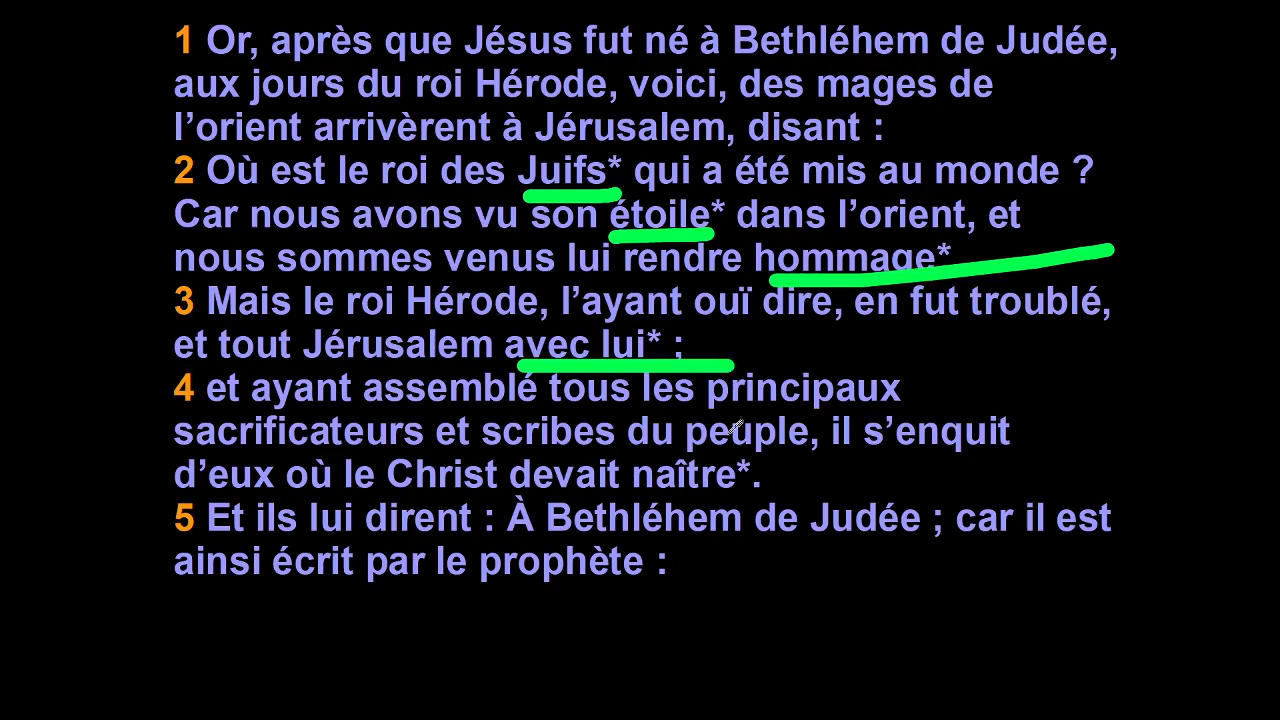 1 Or, après que Jésus fut né à Bethléhem de Judée,
aux jours du roi Hérode, voici, des mages de
l’orient arrivèrent à Jérusalem, disant :
2 Où est le roi des Juifs* qui a été mis au monde ?
Car nous avons vu son étoile* dans l’orient, et
nous sommes venus lui rendre hommage*
3 Mais le roi Hérode, l’ayant ouï dire, en fut troublé,
et tout Jérusalem avec lui* ;
4 et ayant assemblé tous les principaux
sacrificateurs et scribes du peuple, il s’enquit
d’eux où le Christ devait naître*.
5 Et ils lui dirent : À Bethléhem de Judée ; car il est
ainsi écrit par le prophète :